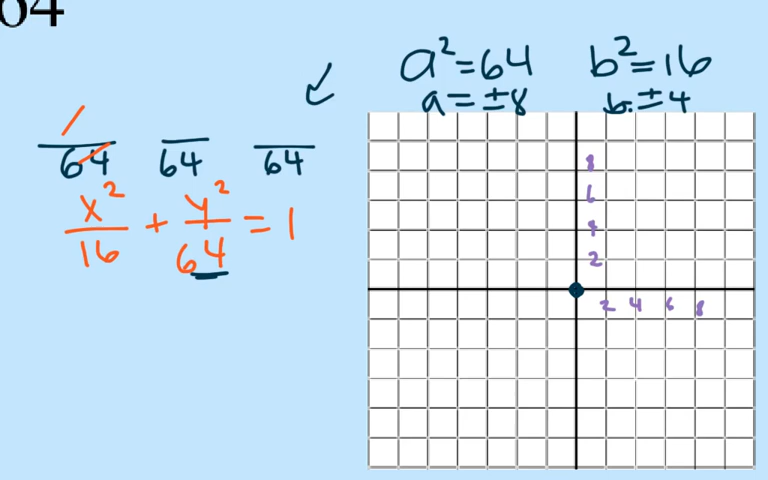 64
a² = 64 b² = 16
a = ±8 b = ±4
64 64 64
x²/16 + y²/64 = 1
8
6
4
2
2 4 6 8